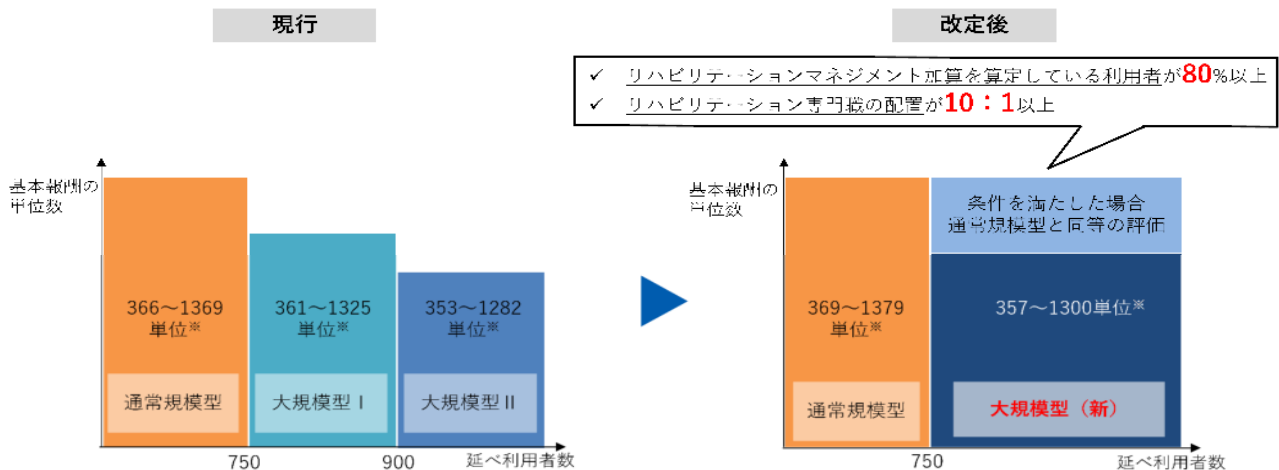 現行
改定後
✓ リハビリテーションマネジメント加算を算定している利用者が80%以上
✓ リハビリテーション専門職の配置が10：1以上
基本報酬の
単位数
366～1369
単位※
361～1325
単位※
353～1282
単位※
通常規模型
大規模型Ⅰ
大規模型Ⅱ
750
900
延べ利用者数
基本報酬の
単位数
条件を満たした場合
通常規模型と同等の評価
369～1379
単位※
357～1300単位※
通常規模型
大規模型（新）
750
延べ利用者数